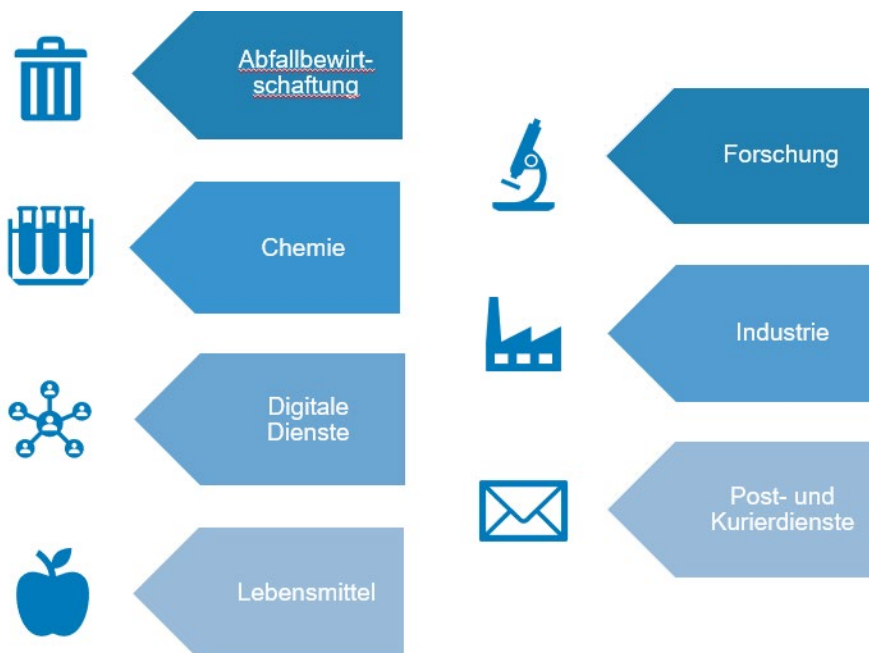 Abfallbewirt-
schaftung
Chemie
Digitale
Dienste
Lebensmittel
Forschung
Industrie
Post- und
Kurierdienste